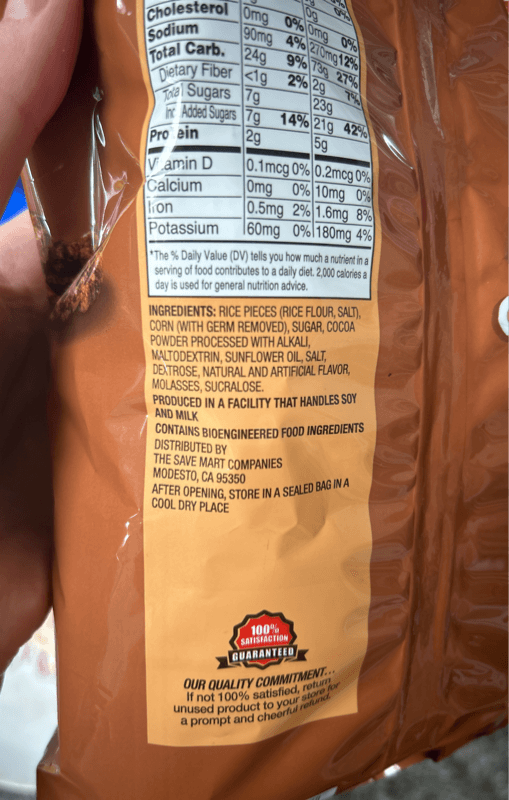 Cholesterol 0mg 0% 0mg 0%
Sodium 90mg 4% 270mg 12%
Total Carb. 24g 9% 73g 27%
Dietary Fiber <1g 2% 2g 7%
Total Sugars 7g 23g
Incl. Added Sugars 7g 14% 21g 42%
Protein 2g 5g
Vitamin D 0.1mcg 0% 0.2mcg 0%
Calcium 0mg 0% 10mg 0%
Iron 0.5mg 2% 1.6mg 8%
Potassium 60mg 0% 180mg 4%
*The % Daily Value (DV) tells you how much a nutrient in a
serving of food contributes to a daily diet. 2,000 calories a
day is used for general nutrition advice.
INGREDIENTS: RICE PIECES (RICE FLOUR, SALT),
CORN (WITH GERM REMOVED), SUGAR, COCOA
POWDER PROCESSED WITH ALKALI,
MALTODEXTRIN, SUNFLOWER OIL, SALT,
DEXTROSE, NATURAL AND ARTIFICIAL FLAVOR,
MOLASSES, SUCRALOSE.
PRODUCED IN A FACILITY THAT HANDLES SOY
AND MILK
CONTAINS BIOENGINEERED FOOD INGREDIENTS
DISTRIBUTED BY
THE SAVE MART COMPANIES
MODESTO, CA 95350
AFTER OPENING, STORE IN A SEALED BAG IN A
COOL DRY PLACE
100%
SATISFACTION
GUARANTEED
OUR QUALITY COMMITMENT...
If not 100% satisfied, return
unused product to your store for
a prompt and cheerful refund.